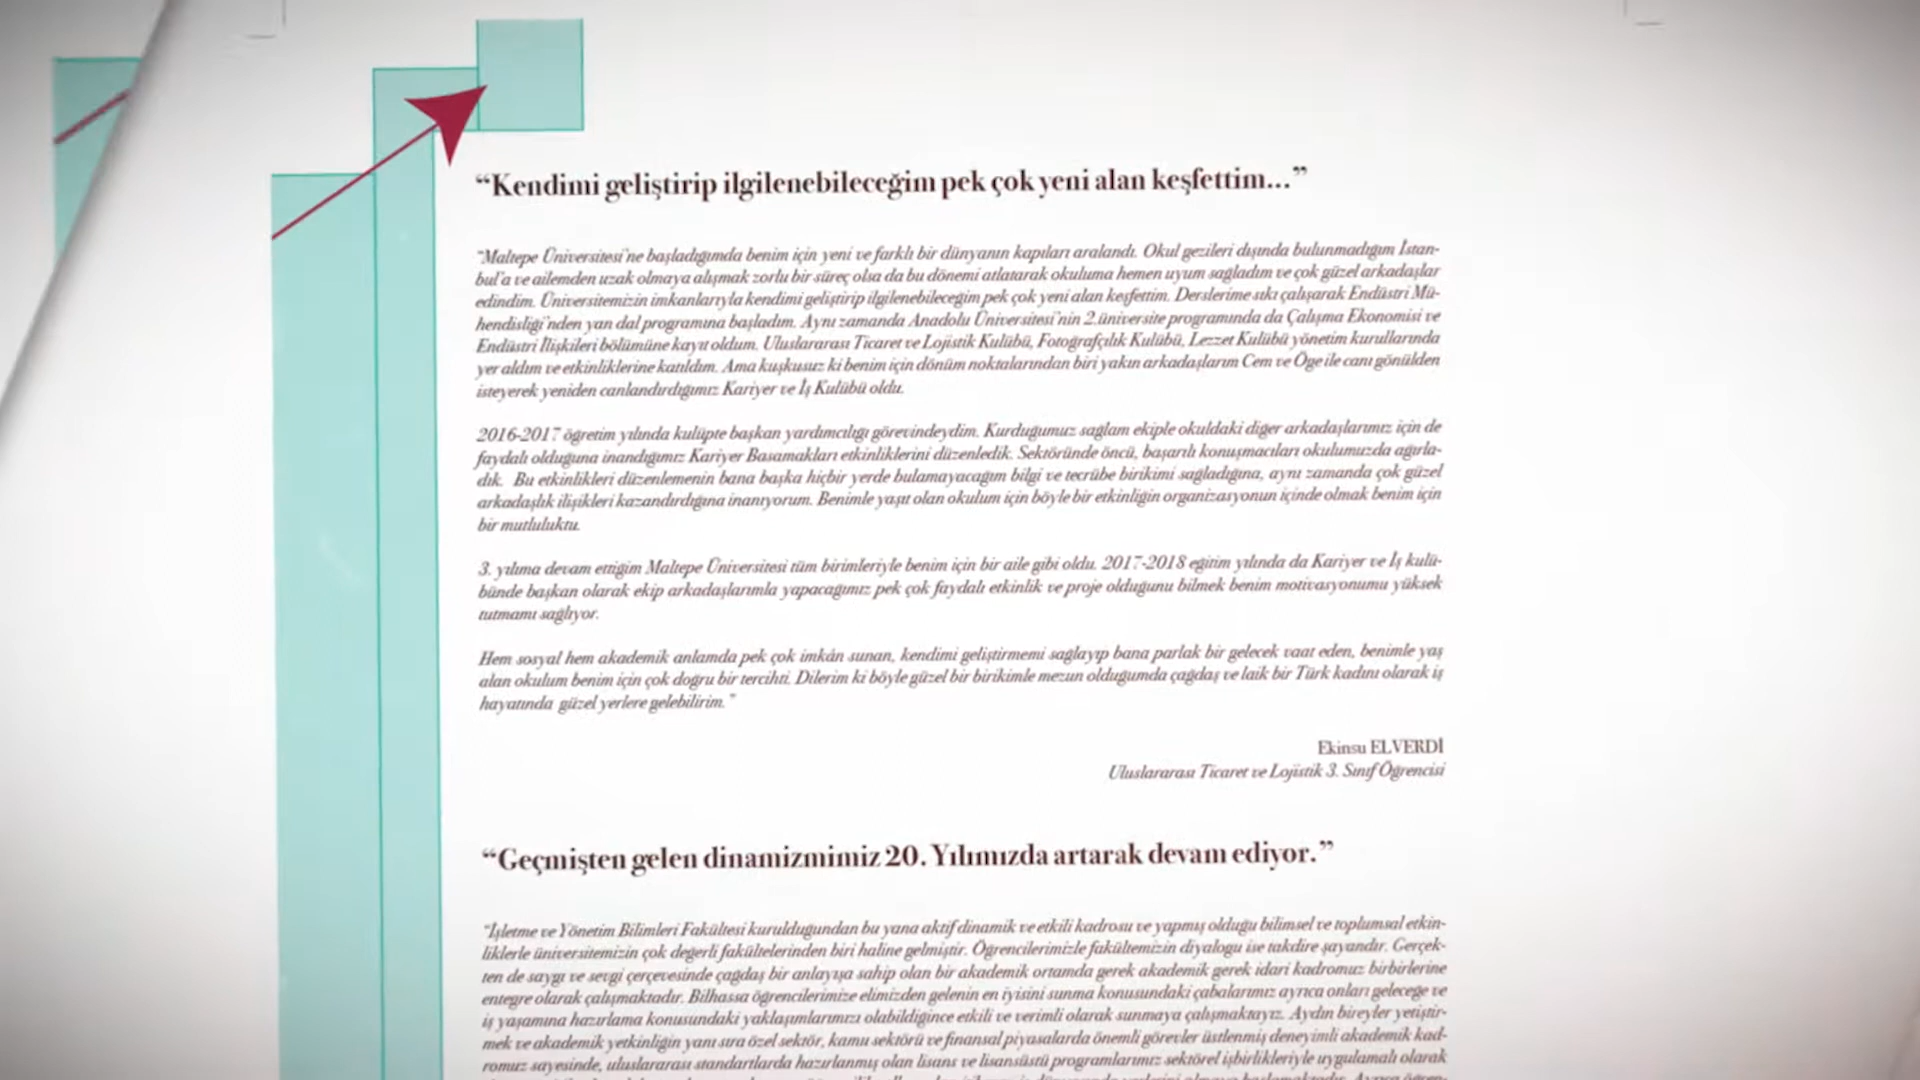 “Kendimi geliştirip ilgilenebileceğim pek çok yeni alan keşfettim...”
“Maltepe Üniversitesi’ne başladığımda benim için yeni ve farklı bir dünyanın kapıları aralandı. Okul gezileri dışında bulunmadığım İstan-
bul’a ve ailemden uzak olmaya alışmak zorlu bir süreç olsa da bu dönemi atlatarak okuluma hemen uyum sağladım ve çok güzel arkadaşlar
edindim. Üniversitemizin imkanlarıyla kendimi geliştirip ilgilenebileceğim pek çok yeni alan keşfettim. Derslerime sıkı çalışarak Endüstri Mü-
hendisliği’nden yan dal programına başladım. Aynı zamanda Anadolu Üniversitesi’nin 2.üniversite programında da Çalışma Ekonomisi ve
Endüstri İlişkileri bölümüne kayıt oldum. Uluslararası Ticaret ve Lojistik Kulübü, Fotoğrafçılık Kulübü, Lezzet Kulübü yönetim kurullarında
yer aldım ve etkinliklerine katıldım. Ama kuşkusuz ki benim için dönüm noktalarından biri yakın arkadaşlarım Cem ve Öge ile canı gönülden
isteyerek yeniden canlandırdığımız Kariyer ve İş Kulübü oldu.
2016-2017 öğretim yılında kulüpte başkan yardımcılığı görevindeydim. Kurduğumuz sağlam ekiple okuldaki diğer arkadaşlarımız için de
faydalı olduğuna inandığımız Kariyer Basamakları etkinliklerini düzenledik. Sektöründe öncü, başarılı konuşmacıları okulumuzda ağırla-
dık. Bu etkinlikleri düzenlemenin bana başka hiçbir yerde bulamayacağım bilgi ve tecrübe birikimi sağladığına, aynı zamanda çok güzel
arkadaşlık ilişikleri kazandırdığına inanıyorum. Benimle yaşıt olan okulum için böyle bir etkinliğin organizasyonun içinde olmak benim için
bir mutluluktu.
3. yılıma devam ettiğim Maltepe Üniversitesi tüm birimleriyle benim için bir aile gibi oldu. 2017-2018 eğitim yılında da Kariyer ve İş kulü-
bünde başkan olarak ekip arkadaşlarımla yapacağımız pek çok faydalı etkinlik ve proje olduğunu bilmek benim motivasyonumu yüksek
tutmamı sağlıyor.
Hem sosyal hem akademik anlamda pek çok imkân sunan, kendimi geliştirmemi sağlayıp bana parlak bir gelecek vaat eden, benimle yaş
alan okulum benim için çok doğru bir tercihti. Dilerim ki böyle güzel bir birikimle mezun olduğumda çağdaş ve laik bir Türk kadını olarak iş
hayatında güzel yerlere gelebilirim.”
Ekinsu ELVERDİ
Uluslararası Ticaret ve Lojistik 3. Sınıf Öğrencisi
“Geçmişten gelen dinamizmimiz 20. Yılımızda artarak devam ediyor.”
“İşletme ve Yönetim Bilimleri Fakültesi kurulduğundan bu yana aktif dinamik ve etkili kadrosu ve yapmış olduğu bilimsel ve toplumsal etkin-
liklerle üniversitemizin çok değerli fakültelerinden biri haline gelmiştir. Öğrencilerimizle fakültemizin diyalogu ise takdire şayandır. Gerçek-
ten de saygı ve sevgi çerçevesinde çağdaş bir anlayışa sahip olan bir akademik ortamda gerek akademik gerek idari kadromuz birbirlerine
entegre olarak çalışmaktadır. Bilhassa öğrencilerimize elimizden gelenin en iyisini sunma konusundaki çabalarımız ayrıca onları geleceğe ve
iş yaşamına hazırlama konusundaki yaklaşımlarımızı olabildiğince etkili ve verimli olarak sunmaya çalışmaktayız. Aydın bireyler yetiştir-
mek ve akademik yetkinliğin yanı sıra özel sektör, kamu sektörü ve finansal piyasalarda önemli görevler üstlenmiş deneyimli akademik kad-
romuz sayesinde, uluslararası standartlarda hazırlanmış olan lisans ve lisansüstü programlarımız sektörel işbirlikleriyle uygulamalı olarak